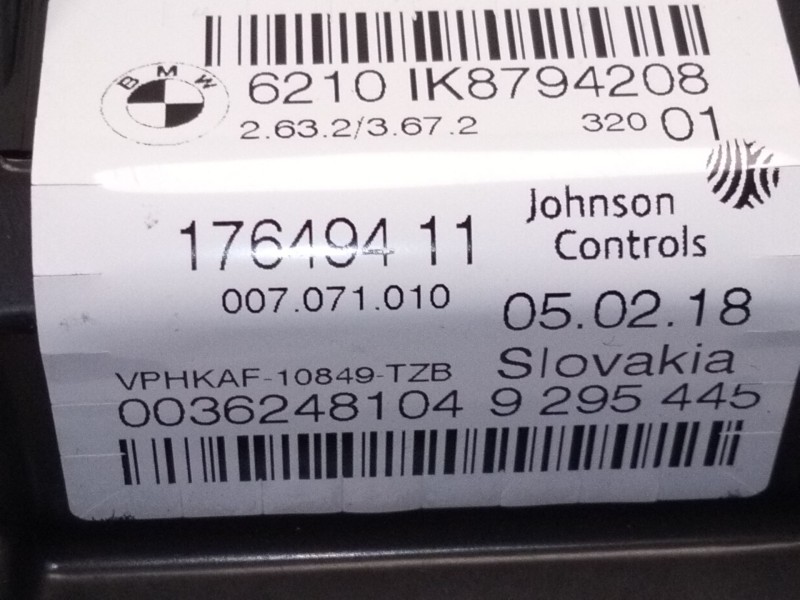 BMW
6210 IK8794208
2.63.2/3.67.2 320 01
Johnson
Controls
176494 11
007.071.010
05.02.18
VPHKAF-10849-TZB Slovakia
0036248104 9 295 445